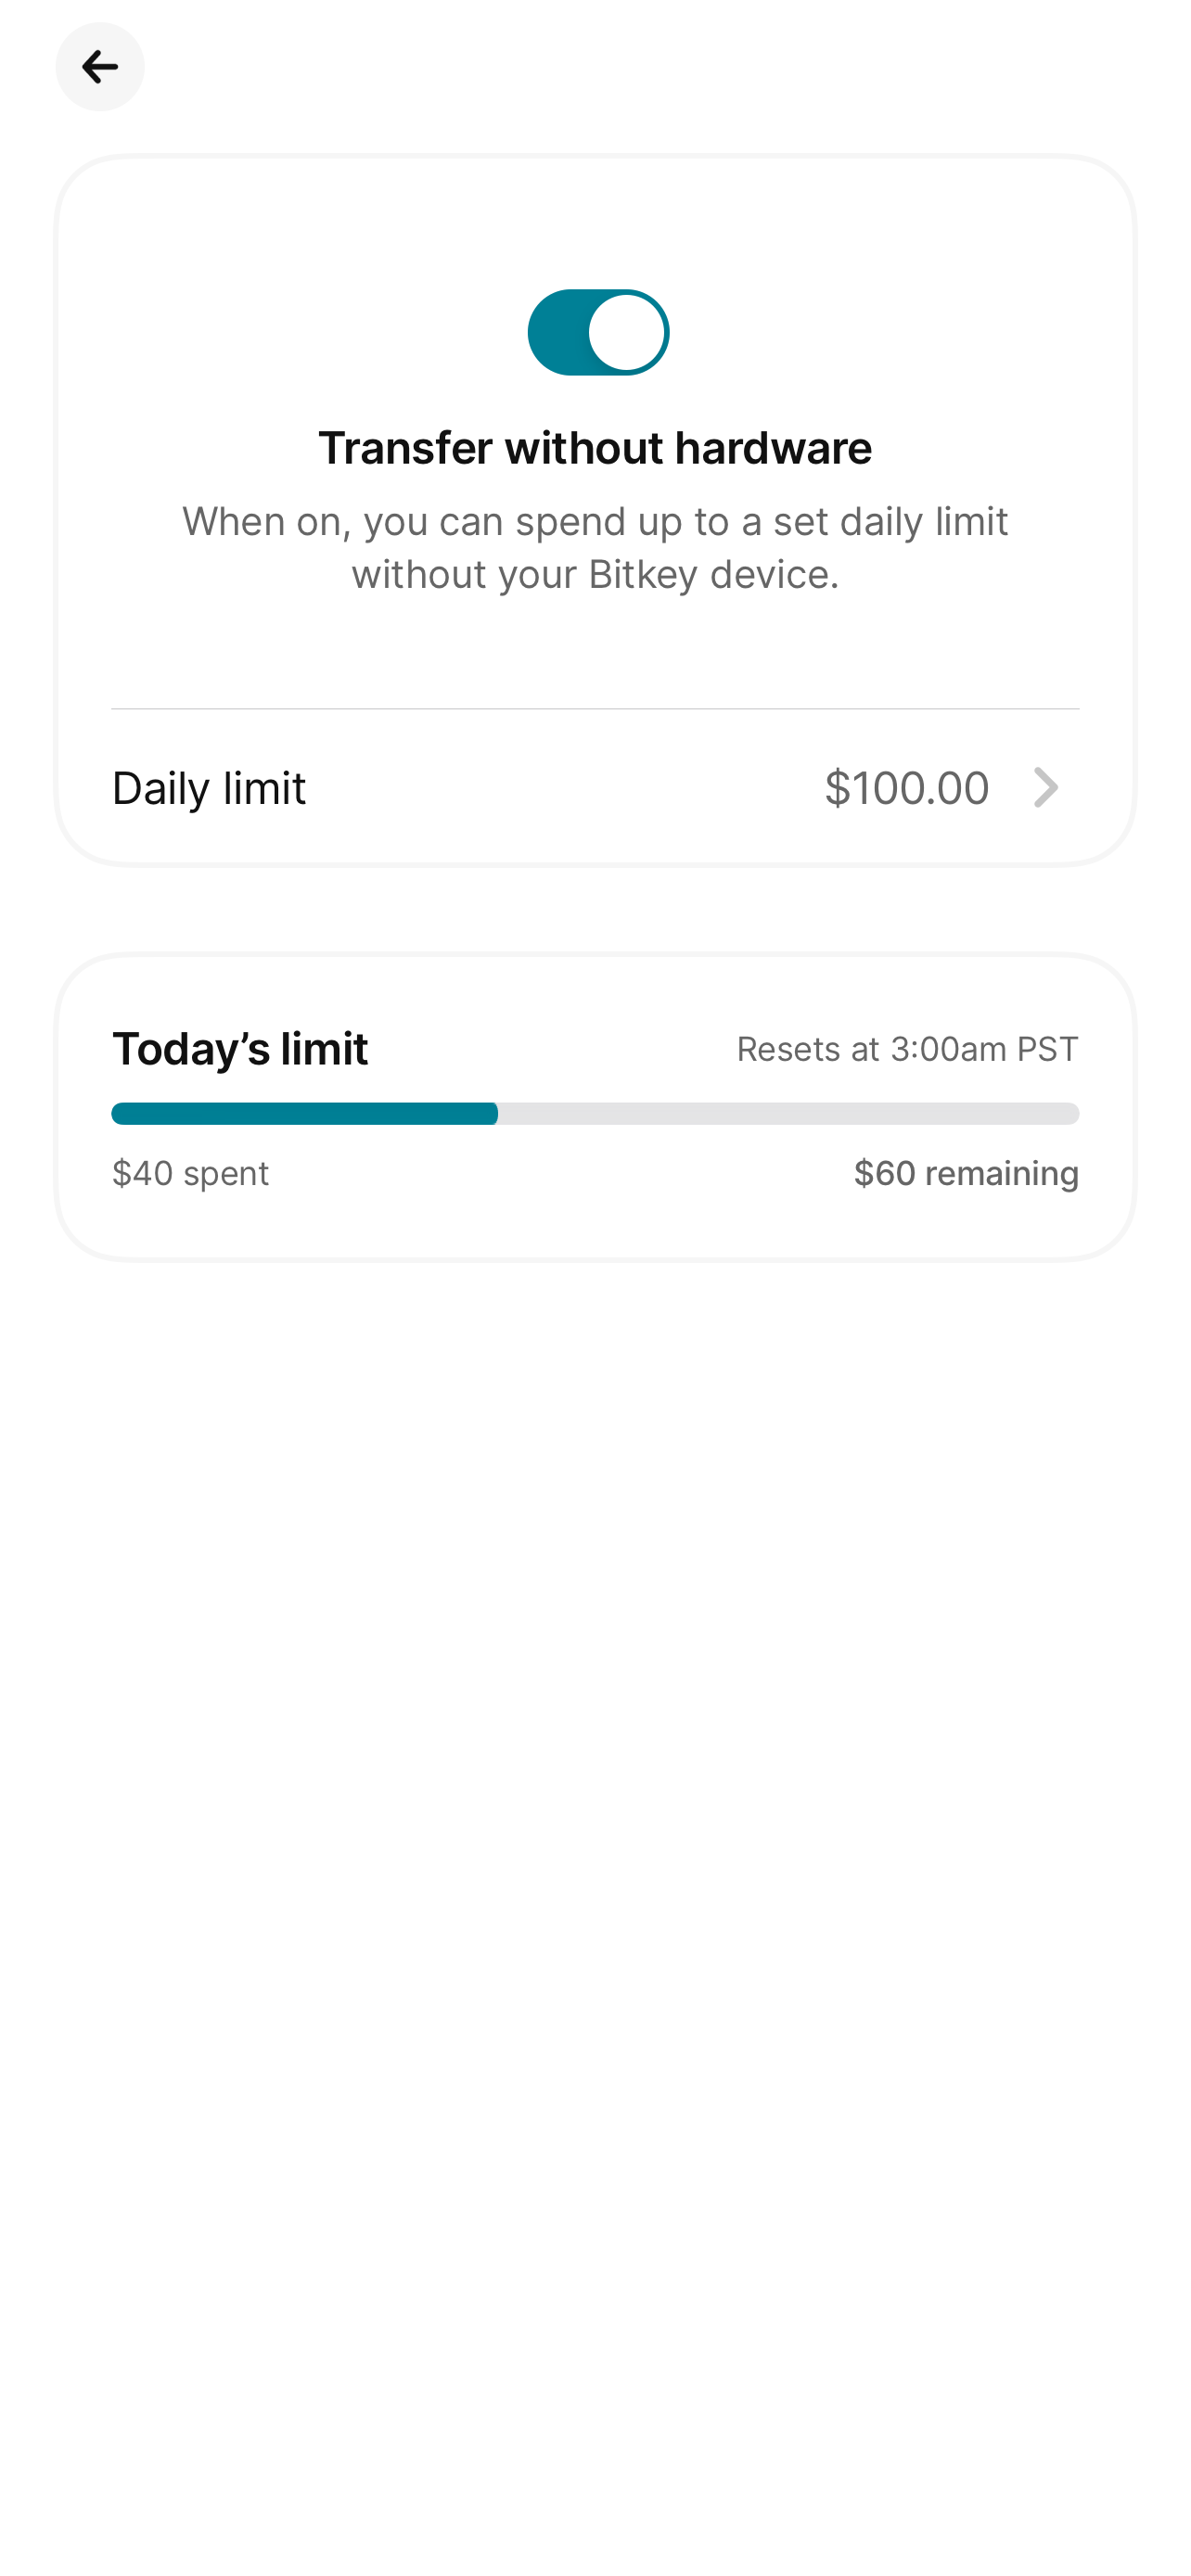 Transfer without hardware
When on, you can spend up to a set daily limit
without your Bitkey device.
Daily limit $100.00
Today’s limit Resets at 3:00am PST
$40 spent $60 remaining